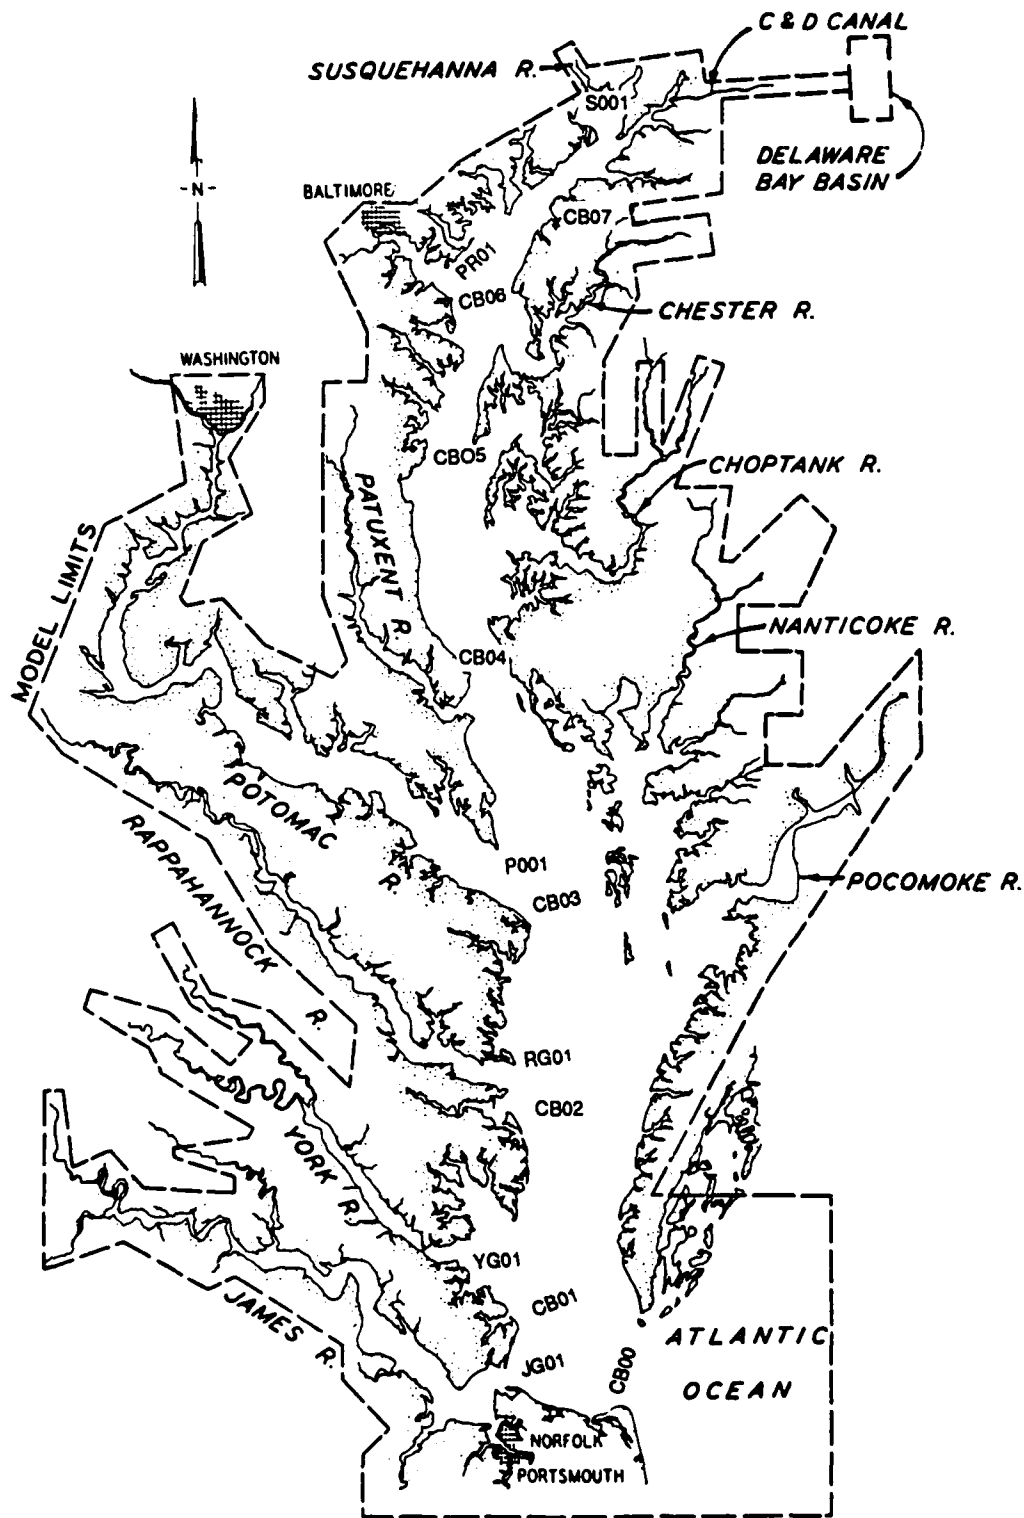 C & D CANAL
SUSQUEHANNA R.
S001
DELAWARE
BAY BASIN
-N-
BALTIMORE
CB07
PR01
CB06
CHESTER R.
WASHINGTON
CBO5
CHOPTANK R.
PATUXENT R.
MODEL LIMITS
NANTICOKE R.
CB04
POTOMAC R.
RAPPAHANNOCK R.
P001
CB03
POCOMOKE R.
RG01
CB02
YORK R.
YG01
CB01
JAMES R.
JG01
CB00
ATLANTIC
OCEAN
NORFOLK
PORTSMOUTH